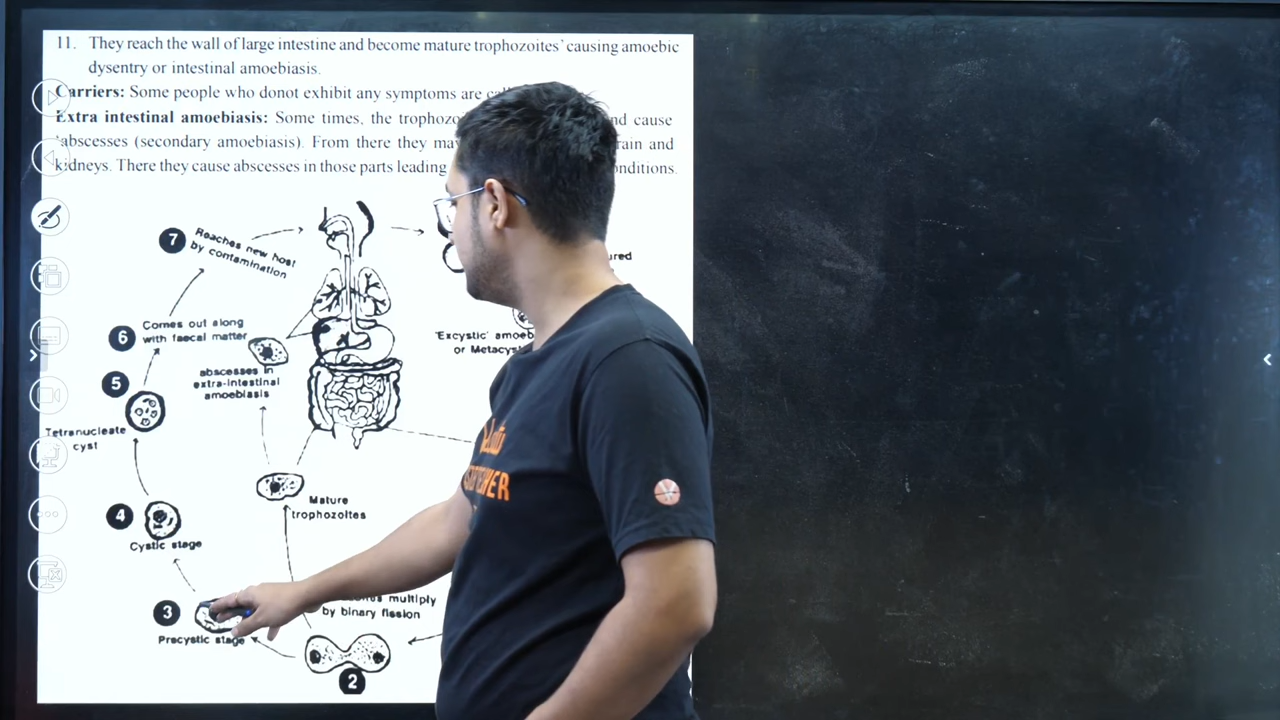 11. They reach the wall of large intestine and become mature trophozoites' causing amoebic
dysentry or intestinal amoebiasis.
Carriers: Some people who donot exhibit any symptoms are
Extra intestinal amoebiasis: Some times, the
nd cause
'abscesses (secondary amoebiasis). From there they may
rain and
kidneys. There they cause abscesses in those parts leading
onditions.
7 Reaches new host
by contamination
ured
6 Comes out along
with faecal matter
'Excystic' amoeb
or Metacys
5
abscesses in
extra-intestinal
amoebiasis
Tetranucleate
cyst
Mature
trophozoites
4
Cystic stage
3
multiply
by binary fission
Precystic stage
2